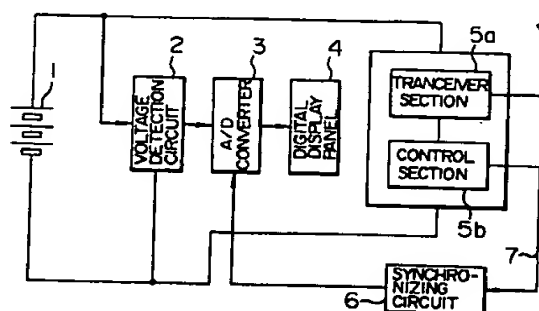 1
2
3
4
5a
VOLTAGE
DETECTION
CIRCUIT
A/D
CONVERTER
DIGITAL
DISPLAY
PANEL
TRANCEIVER
SECTION
CONTROL
SECTION
5b
7
6
SYNCHRO-
NIZING
CIRCUIT